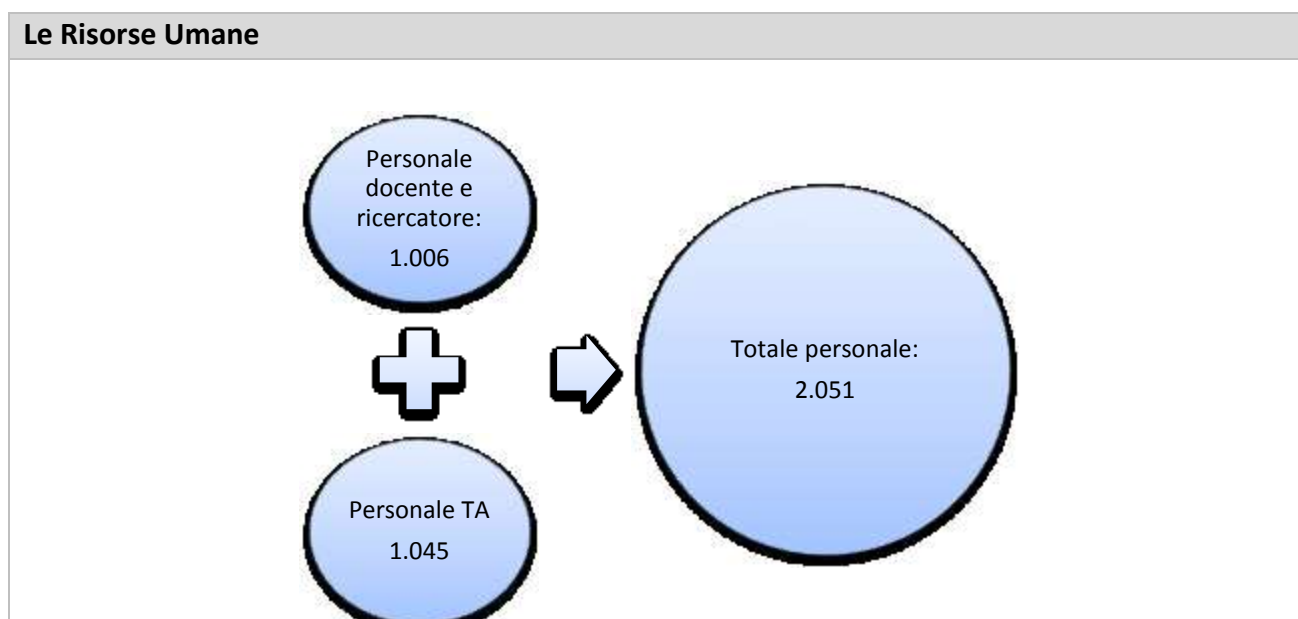 Le Risorse Umane
Personale
docente e
ricercatore:
1.006
Totale personale:
2.051
Personale TA
1.045